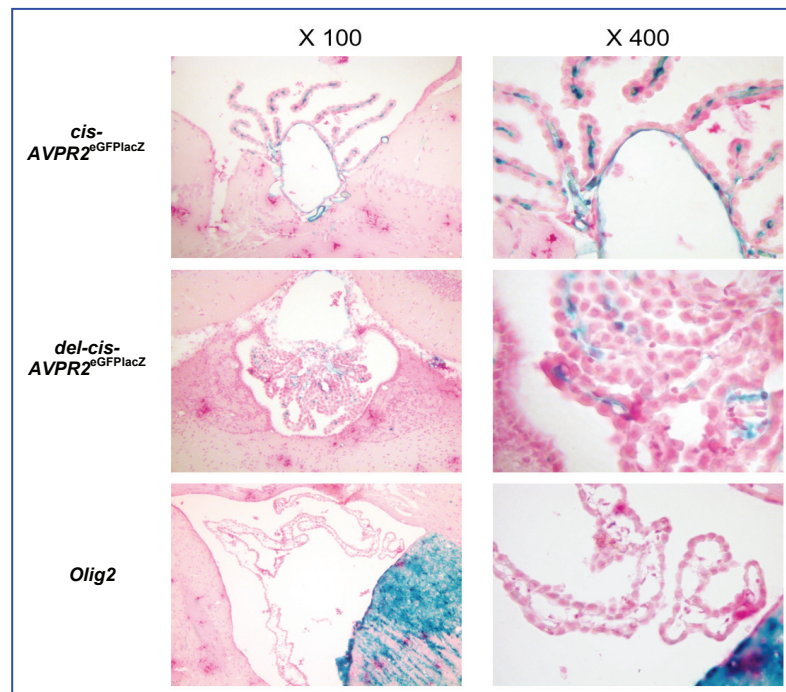 X 100 X 400
cis-
AVPR2eGFPlacZ
del-cis-
AVPR2eGFPlacZ
Olig2